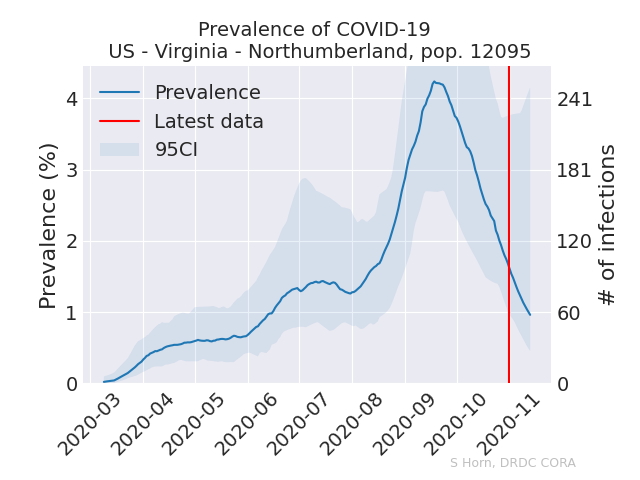 Prevalence of COVID-19
US - Virginia - Northumberland, pop. 12095
Prevalence
Latest data
95CI
Prevalence (%)
4
3
2
1
0
241
181
120
60
0
# of infections
2020-03
2020-04
2020-05
2020-06
2020-07
2020-08
2020-09
2020-10
2020-11
S Horn, DRDC CORA